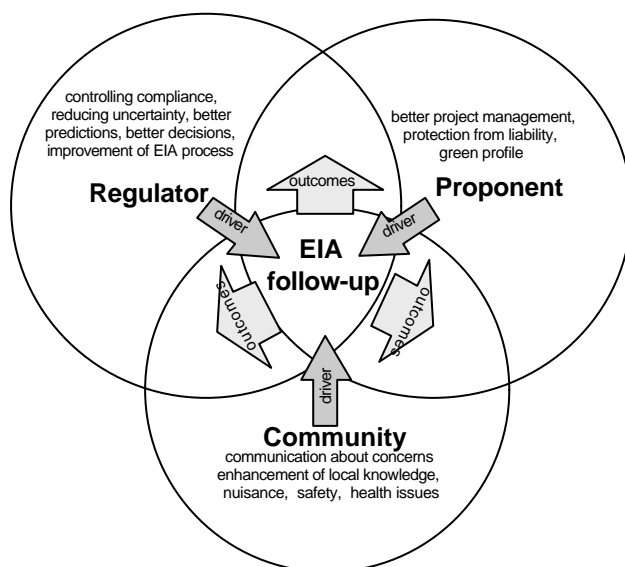 controlling compliance,
reducing uncertainty, better
predictions, better decisions,
improvement of EIA process
Regulator
better project management,
protection from liability,
green profile
Proponent
outcomes
driver
driver
EIA
follow-up
outcomes
outcomes
driver
Community
communication about concerns
enhancement of local knowledge,
nuisance, safety, health issues